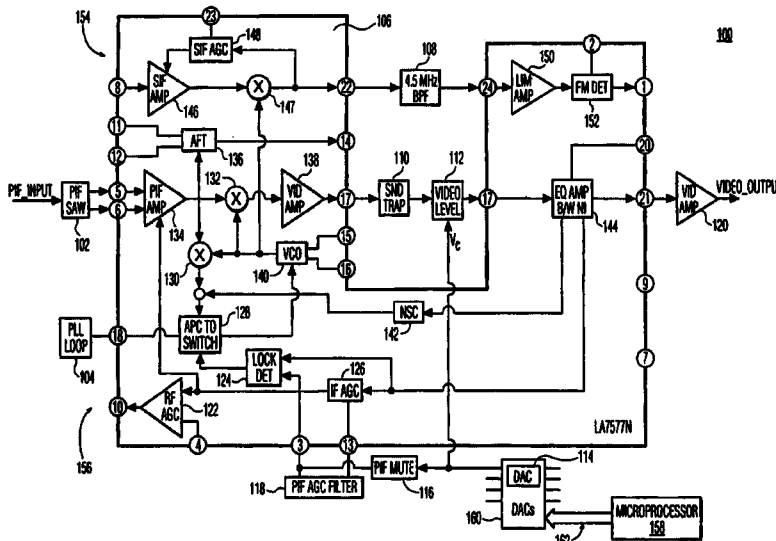 23
106
100
154
SIF AGC
148
108
2
150
8
SIF AMP
146
X
147
22
4.5 MHz BPF
24
LIM AMP
FM DET
152
1
11
12
AFT
136
14
20
PIF_INPUT
PIF SAW
102
5
6
PIF AMP
134
132
X
138
VID AMP
17
110
SND TRAP
112
VIDEO LEVEL
17
EQ AMP B/W NI
144
21
VID AMP
120
VIDEO_OUTPUT
X
130
VCO
140
15
16
VC
9
NSC
142
PLL LOOP
104
18
128
APC TO SWITCH
LOCK DET
124
126
IF AGC
7
10
RF AGC
122
4
3
13
LA7577N
156
118
PIF AGC FILTER
PIF MUTE
116
114
DAC
DACs
160
162
MICROPROCESSOR
158